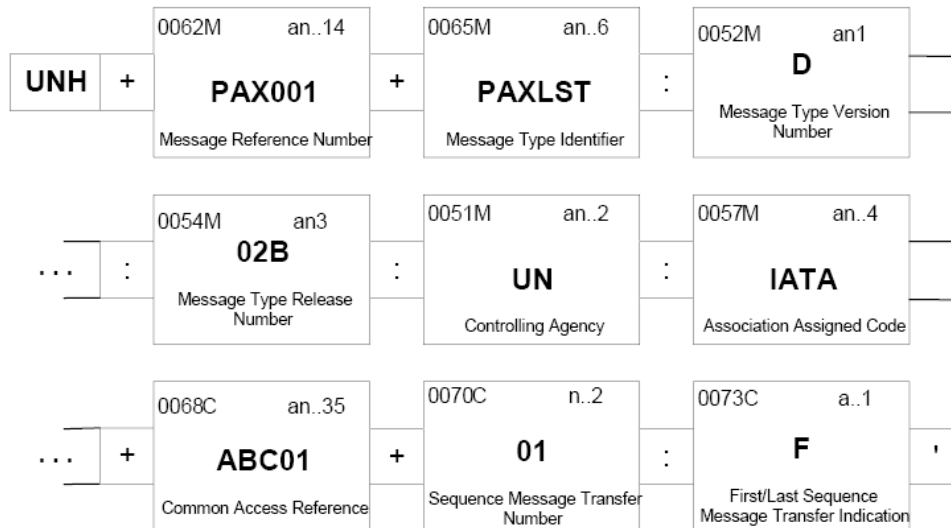 0062M an..14
0065M an..6
0052M an1
UNH + PAX001 + PAXLST : D
Message Reference Number
Message Type Identifier
Message Type Version
Number
0054M an3
0051M an..2
0057M an..4
... : 02B : UN : IATA
Message Type Release
Number
Controlling Agency
Association Assigned Code
0068C an..35
0070C n..2
0073C a..1
... + ABC01 + 01 : F '
Common Access Reference
Sequence Message Transfer
Number
First/Last Sequence
Message Transfer Indication